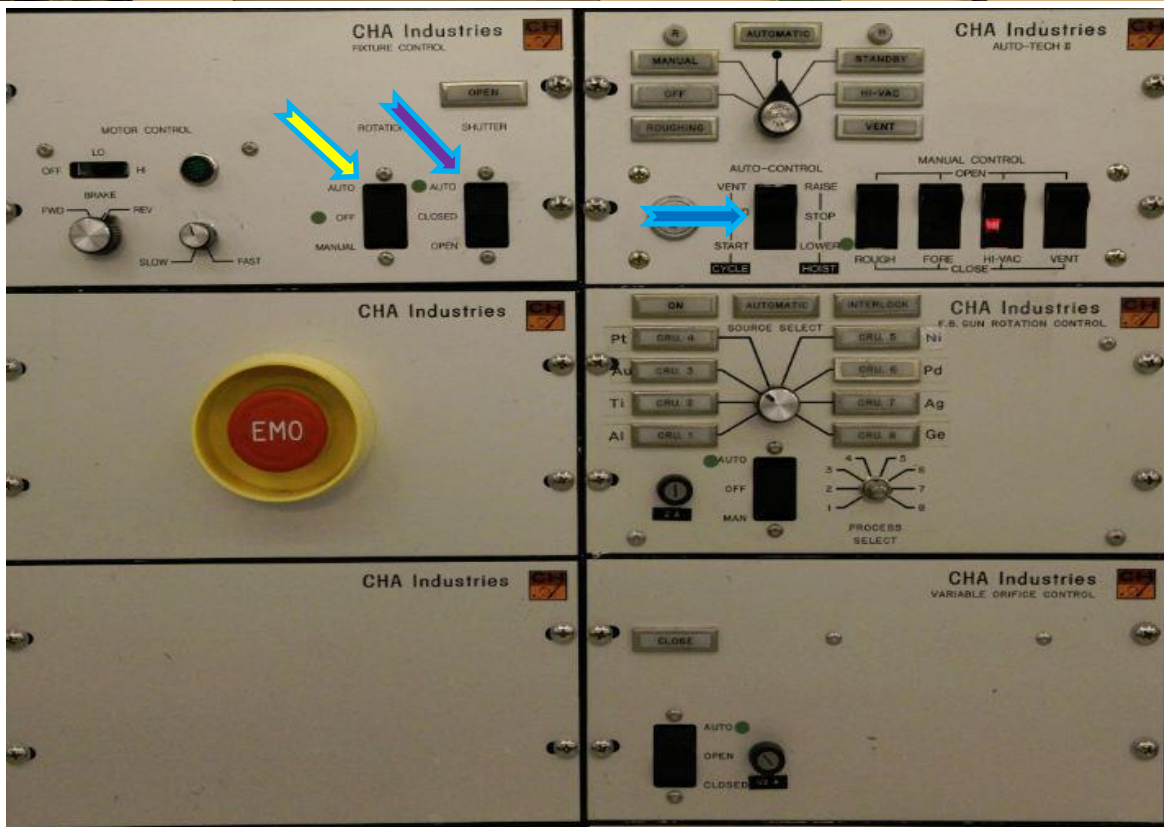 CHA Industries
FIXTURE CONTROL
OPEN
MOTOR CONTROL
ROTATION
SHUTTER
LO
OFF
HI
BRAKE
FWD
REV
SLOW
FAST
AUTO
OFF
MANUAL
AUTO
CLOSED
OPEN
CHA Industries
AUTO-TECH II
R
AUTOMATIC
MANUAL
STANDBY
OFF
HI-VAC
ROUGHING
VENT
AUTO-CONTROL
VENT
RAISE
STOP
START
LOWER
CYCLE
HOIST
MANUAL CONTROL
OPEN
ROUGH
FORE
HI-VAC
VENT
CLOSE
CHA Industries
EMO
CHA Industries
E.B. GUN ROTATION CONTROL
ON
AUTOMATIC
INTERLOCK
SOURCE SELECT
Pt
CRU. 4
CRU. 5
Ni
Au
CRU. 3
CRU. 6
Pd
Ti
CRU. 2
CRU. 7
Ag
Al
CRU. 1
CRU. 8
Ge
AUTO
OFF
MAN
2 A
4
5
3
6
2
7
1
8
PROCESS
SELECT
CHA Industries
CHA Industries
VARIABLE ORIFICE CONTROL
CLOSE
AUTO
OPEN
CLOSED